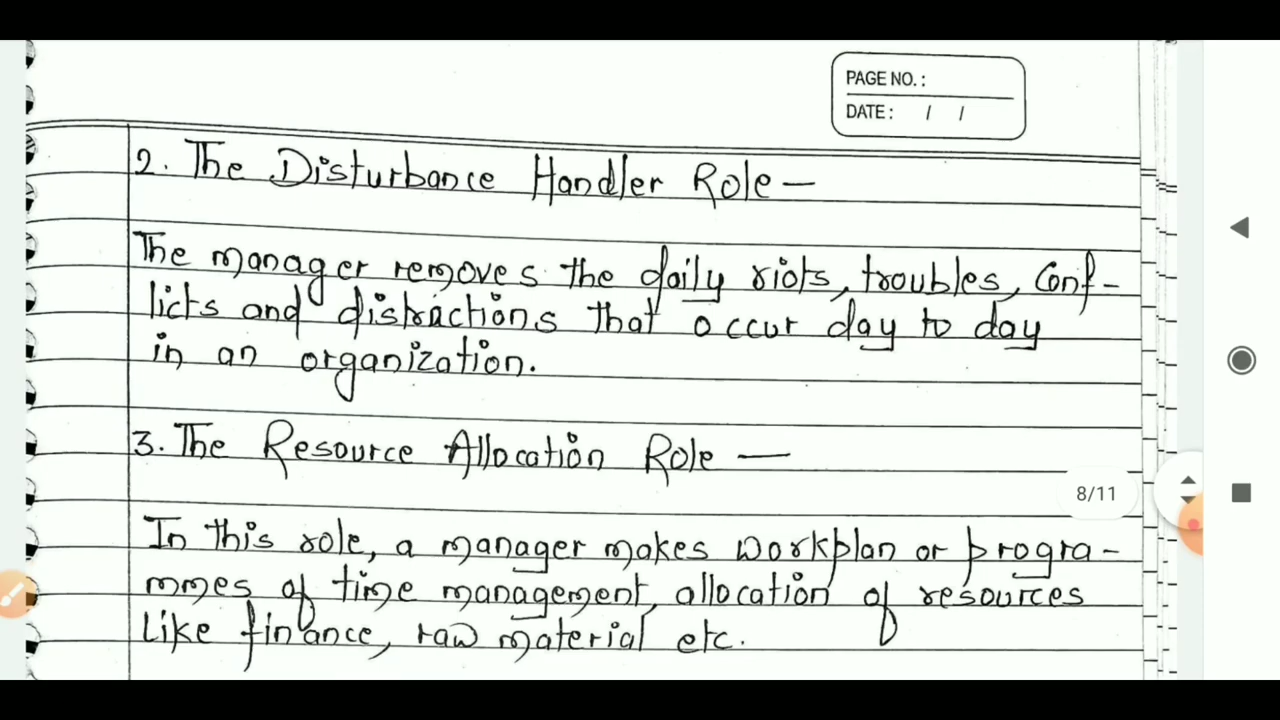 PAGE NO.:
DATE: / /
2. The Disturbance Handler Role —
The manager removes the daily riots, troubles, Conf-
licts and distractions that occur day to day
in an organization.
3. The Resource Allocation Role —
8/11
In this role, a manager makes workplan or progra-
mmes of time management, allocation of resources
like finance, raw material etc.